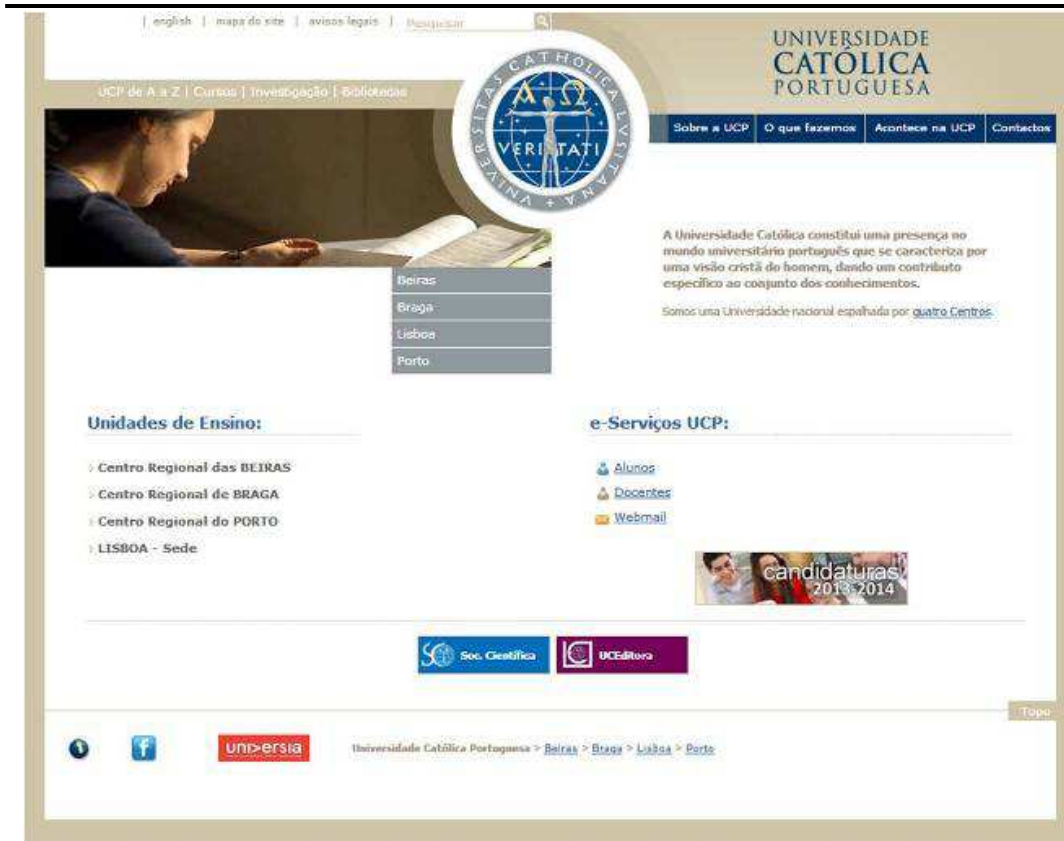 | english | mapa do site | avisos legais | Pesquisar
UNIVERSIDADE
CATÓLICA
PORTUGUESA
UNIVERSITAS CATHOLICA LVSITANA
A Ω
VERITATI
UCP de A a Z | Cursos | Investigação | Bibliotecas
Sobre a UCP
O que fazemos
Acontece na UCP
Contactos
A Universidade Católica constitui uma presença no
mundo universitário português que se caracteriza por
uma visão cristã do homem, dando um contributo
específico ao conjunto dos conhecimentos.
Somos uma Universidade nacional espalhada por quatro Centros.
Beiras
Braga
Lisboa
Porto
Unidades de Ensino:
Centro Regional das BEIRAS
Centro Regional de BRAGA
Centro Regional do PORTO
LISBOA - Sede
e-Serviços UCP:
Alunos
Docentes
Webmail
candidaturas
2013-2014
Soc. Científica
UCEditora
Topo
universia
Universidade Católica Portuguesa > Beiras > Braga > Lisboa > Porto